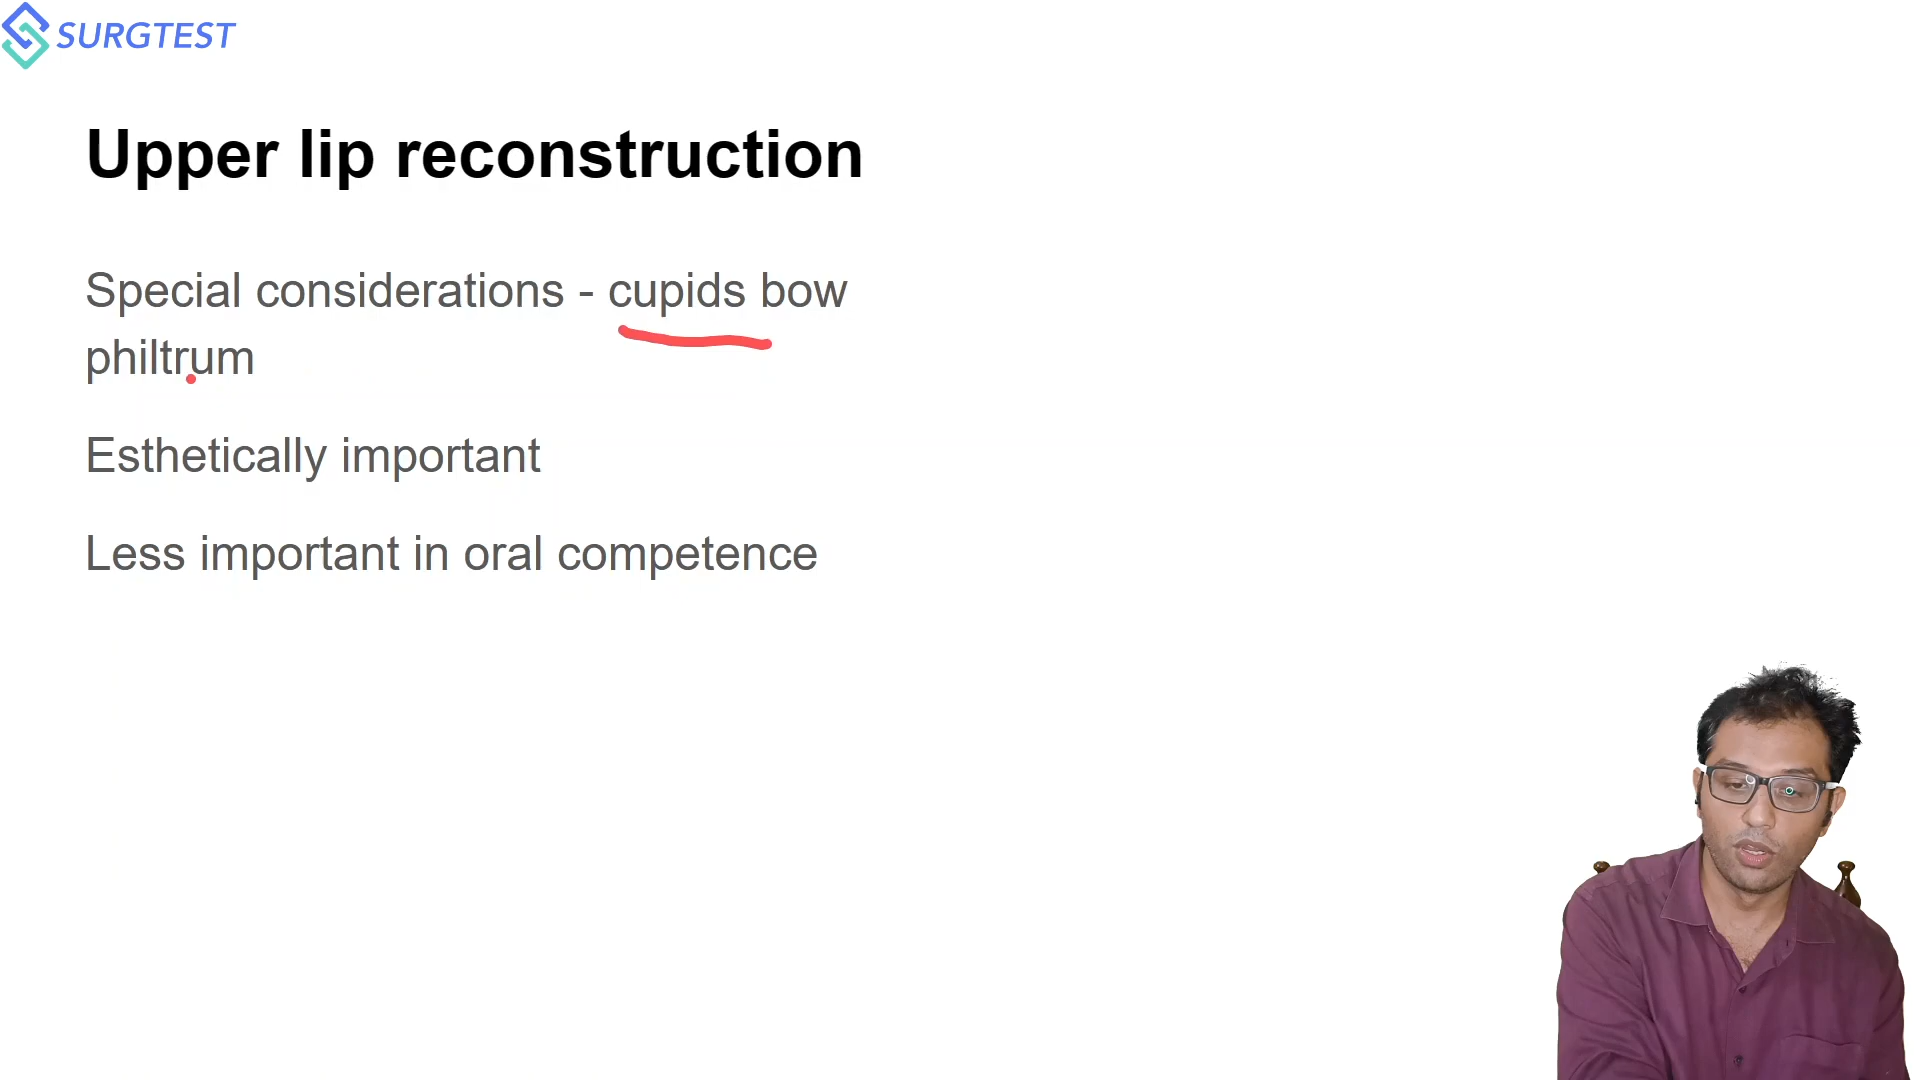 SURGTEST
Upper lip reconstruction
Special considerations - cupids bow
philtrum
Esthetically important
Less important in oral competence